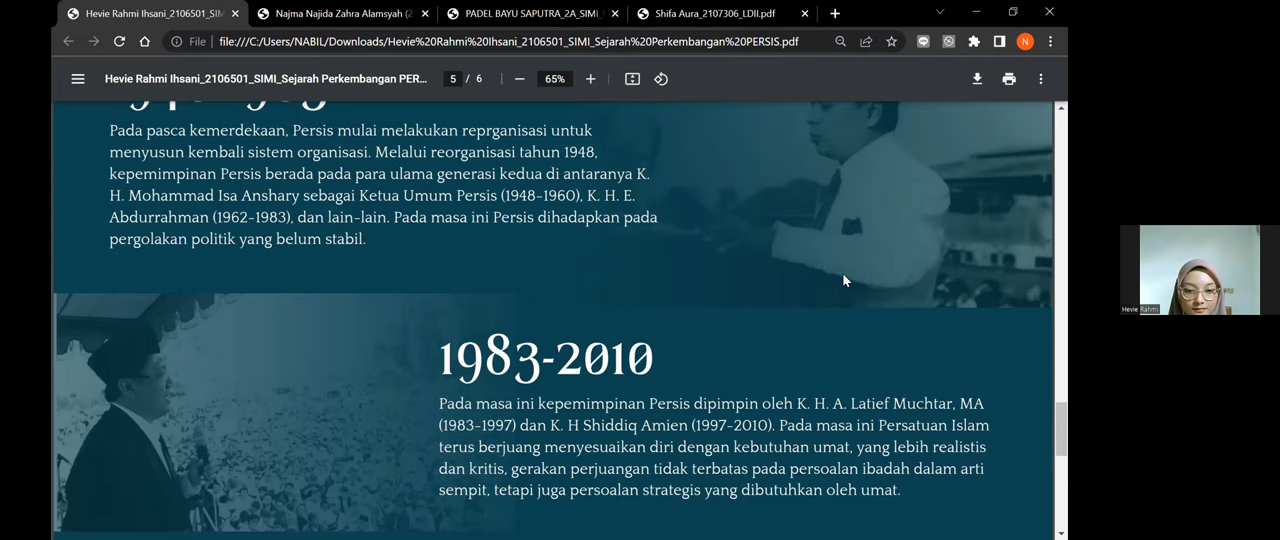 Hevie Rahmi Ihsani_2106501_SIM
Najma Najida Zahra Alamsyah (2
PADEL BAYU SAPUTRA_2A_SIMI_
Shifa Aura_2107306_LDII.pdf
File file:///C:/Users/NABIL/Downloads/Hevie%20Rahmi%20Ihsani_2106501_SIMI_Sejarah%20Perkembangan%20PERSIS.pdf
N
Hevie Rahmi Ihsani_2106501_SIMI_Sejarah Perkembangan PER...
5 / 6
65%
Pada pasca kemerdekaan, Persis mulai melakukan reprganisasi untuk
menyusun kembali sistem organisasi. Melalui reorganisasi tahun 1948,
kepemimpinan Persis berada pada para ulama generasi kedua di antaranya K.
H. Mohammad Isa Anshary sebagai Ketua Umum Persis (1948-1960), K. H. E.
Abdurrahman (1962-1983), dan lain-lain. Pada masa ini Persis dihadapkan pada
pergolakan politik yang belum stabil.
1983-2010
Pada masa ini kepemimpinan Persis dipimpin oleh K. H. A. Latief Muchtar, MA
(1983-1997) dan K. H Shiddiq Amien (1997-2010). Pada masa ini Persatuan Islam
terus berjuang menyesuaikan diri dengan kebutuhan umat, yang lebih realistis
dan kritis, gerakan perjuangan tidak terbatas pada persoalan ibadah dalam arti
sempit, tetapi juga persoalan strategis yang dibutuhkan oleh umat.
Hevie Rahmi